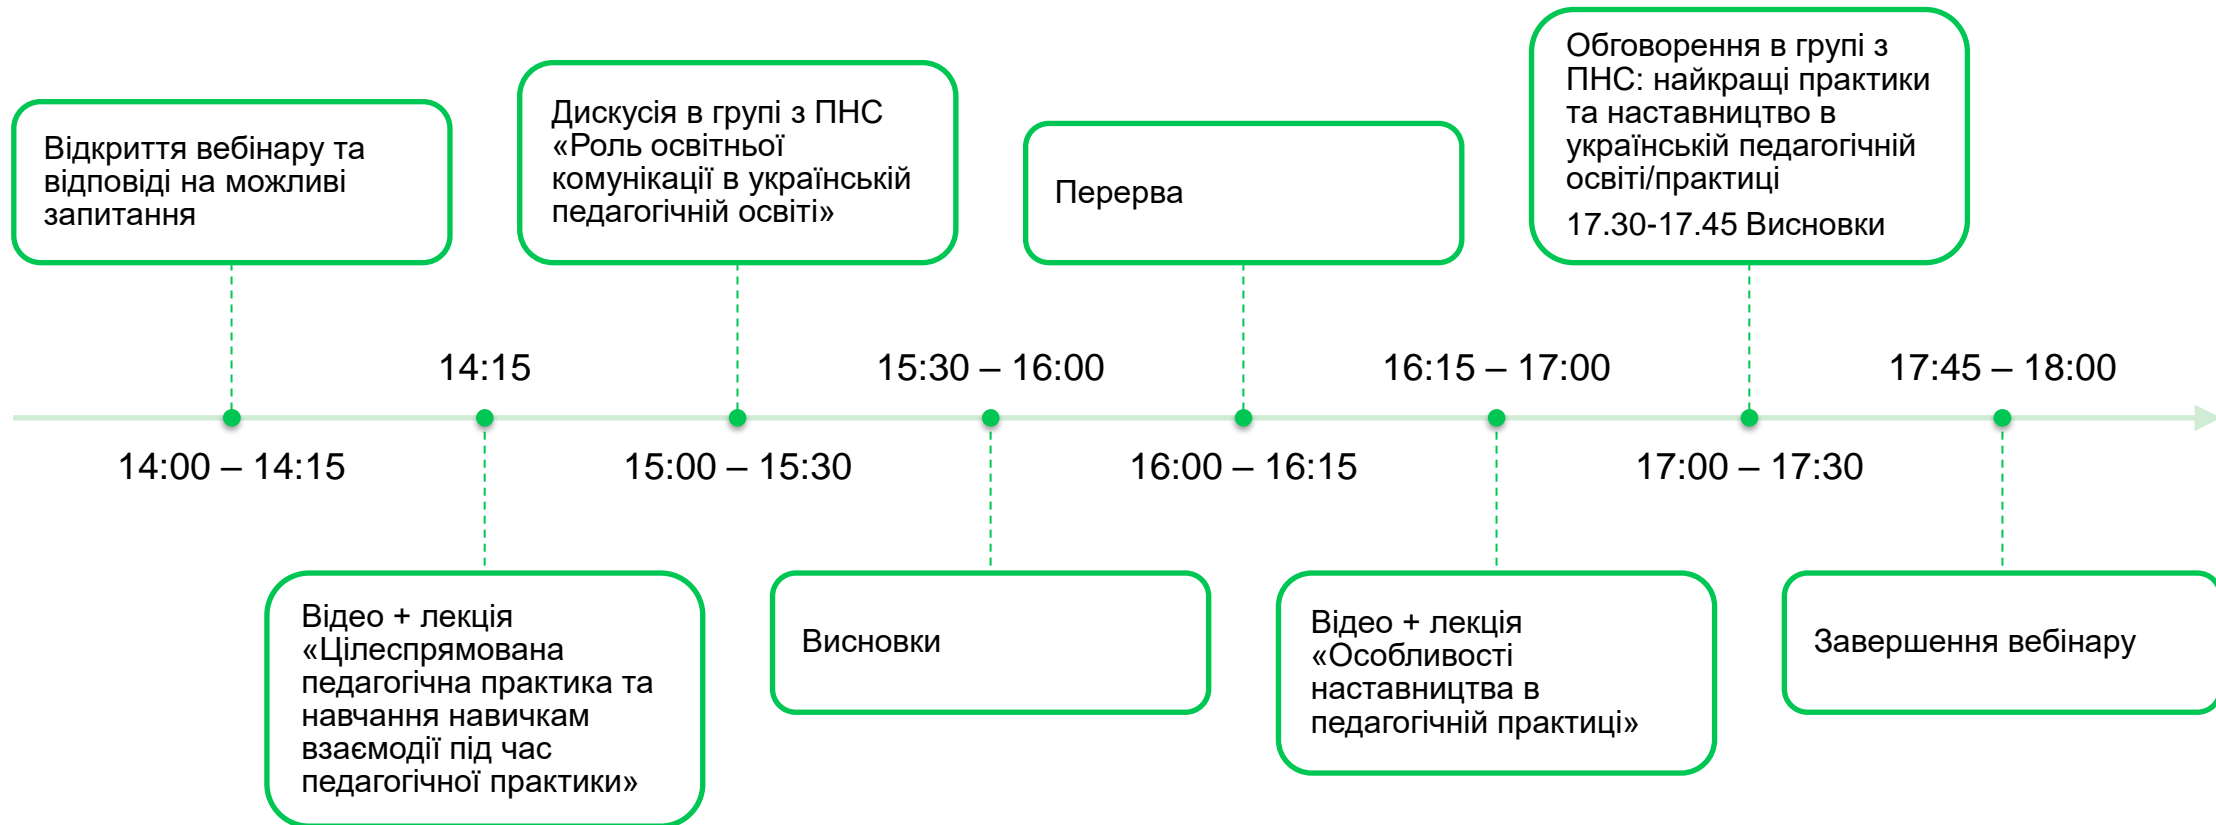 Відкриття вебінару та
відповіді на можливі
запитання
14:00 – 14:15
14:15
Відео + лекція
«Цілеспрямована
педагогічна практика та
навчання навичкам
взаємодії під час
педагогічної практики»
Дискусія в групі з ПНС
«Роль освітньої
комунікації в українській
педагогічній освіті»
15:00 – 15:30
15:30 – 16:00
Висновки
Перерва
16:00 – 16:15
16:15 – 17:00
Відео + лекція
«Особливості
наставництва в
педагогічній практиці»
Обговорення в групі з
ПНС: найкращі практики
та наставництво в
українській педагогічній
освіті/практиці
17.30-17.45 Висновки
17:00 – 17:30
17:45 – 18:00
Завершення вебінару